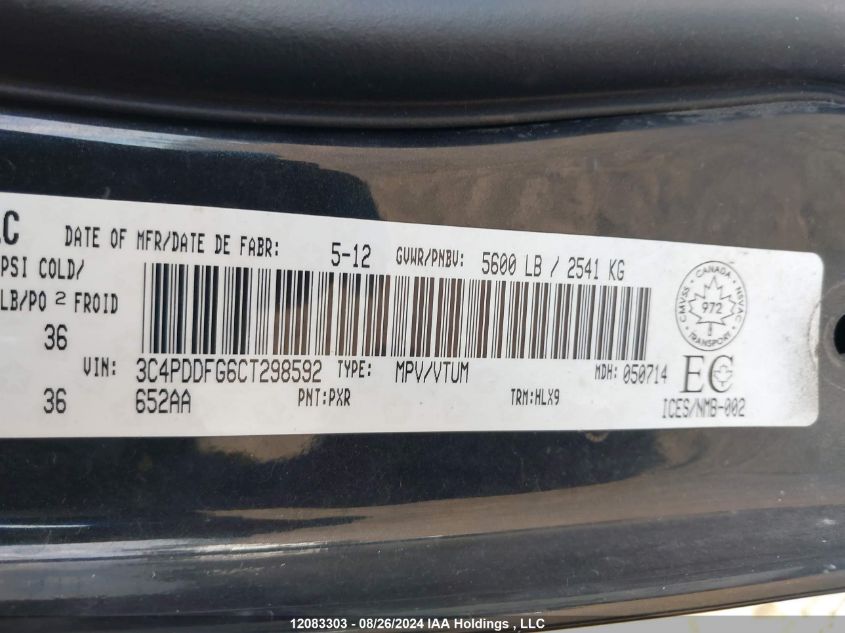 LC
DATE OF MFR/DATE DE FABR: 5-12 GVWR/PNBV: 5600 LB / 2541 KG
PSI COLD/
LB/PO 2 FROID
36
VIN: 3C4PDDFG6CT298592 TYPE: MPV/VTUM MDH: 050714
36 652AA PNT:PXR TRM:HLX9
CANADA
CMVSS NSVAC
972
TRANSPORT
EC
ICES/NMB-002
12083303 - 08/26/2024 IAA Holdings , LLC